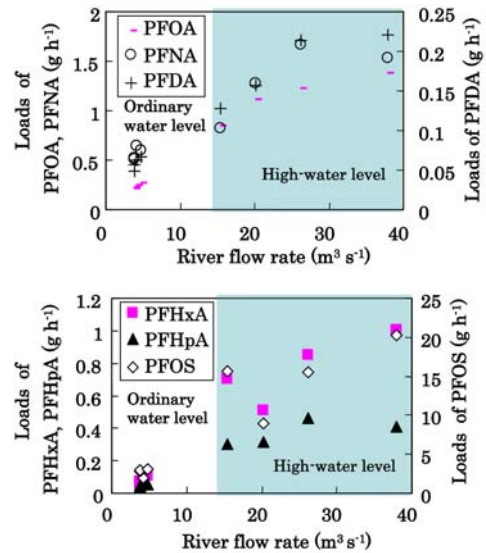 2
1.5
1
0.5
0
Loads of
PFOA, PFNA (g h-1)
PFOA
PFNA
PFDA
Ordinary
water level
High-water level
0.25
0.2
0.15
0.1
0.05
0
Loads of PFDA (g h-1)
0 10 20 30 40
River flow rate (m3 s-1)
1.2
1
0.8
0.6
0.4
0.2
0
Loads of
PFHxA, PFHpA (g h-1)
PFHxA
PFHpA
PFOS
Ordinary
water level
High-water level
25
20
15
10
5
0
Loads of PFOS (g h-1)
0 10 20 30 40
River flow rate (m3 s-1)